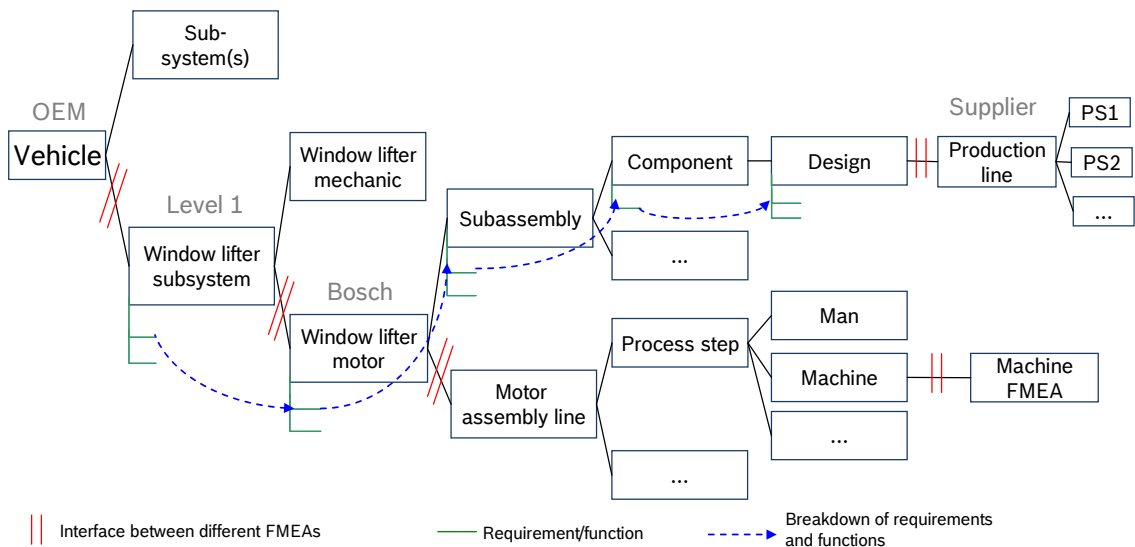 Sub-
system(s)
OEM
Vehicle
Supplier
PS1
Production
line
PS2
...
Window lifter
mechanic
Component
Design
Level 1
Subassembly
Window lifter
subsystem
...
Bosch
Window lifter
motor
Process step
Man
Machine
Machine
FMEA
Motor
assembly line
...
...
Interface between different FMEAs
Requirement/function
Breakdown of requirements
and functions